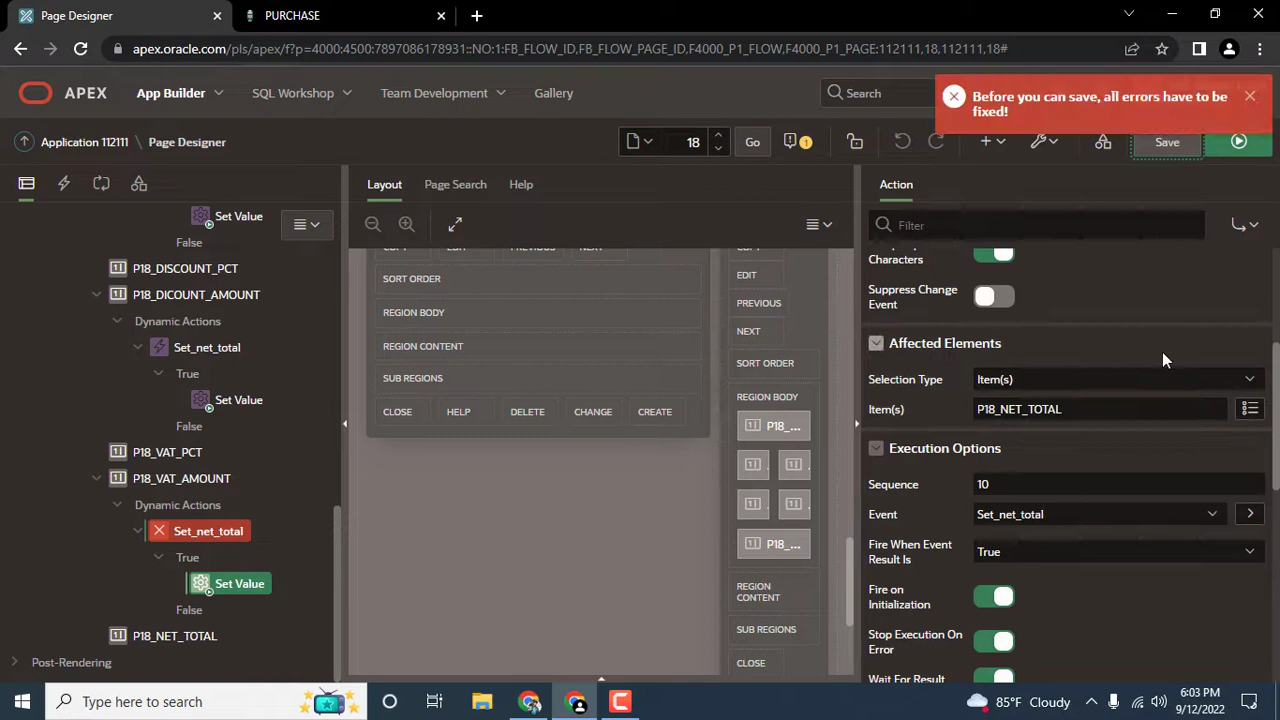 Page Designer
PURCHASE
apex.oracle.com/pls/apex/f?p=4000:4500:7897086178931::NO:1:FB_FLOW_ID,FB_FLOW_PAGE_ID,F4000_P1_FLOW,F4000_P1_PAGE:112111,18,112111,18#
APEX App Builder SQL Workshop Team Development Gallery Search
Before you can save, all errors have to be
fixed!
Application 112111 \ Page Designer 18 Go 1 Save
Layout Page Search Help Action
Filter
Set Value
False
P18_DISCOUNT_PCT
P18_DICOUNT_AMOUNT
Dynamic Actions
Set_net_total
True
Set Value
False
P18_VAT_PCT
P18_VAT_AMOUNT
Dynamic Actions
Set_net_total
True
Set Value
False
P18_NET_TOTAL
Post-Rendering
COPY EDIT PREVIOUS NEXT
SORT ORDER
REGION BODY
REGION CONTENT
SUB REGIONS
CLOSE HELP DELETE CHANGE CREATE
COPY
EDIT
PREVIOUS
NEXT
SORT ORDER
REGION BODY
P18_...
P18_...
REGION
CONTENT
SUB REGIONS
CLOSE
Characters
Suppress Change
Event
Affected Elements
Selection Type Item(s)
Item(s) P18_NET_TOTAL
Execution Options
Sequence 10
Event Set_net_total
Fire When Event
Result Is
True
Fire on
Initialization
Stop Execution On
Error
Wait For Result
Type here to search
85°F Cloudy
6:03 PM
9/12/2022